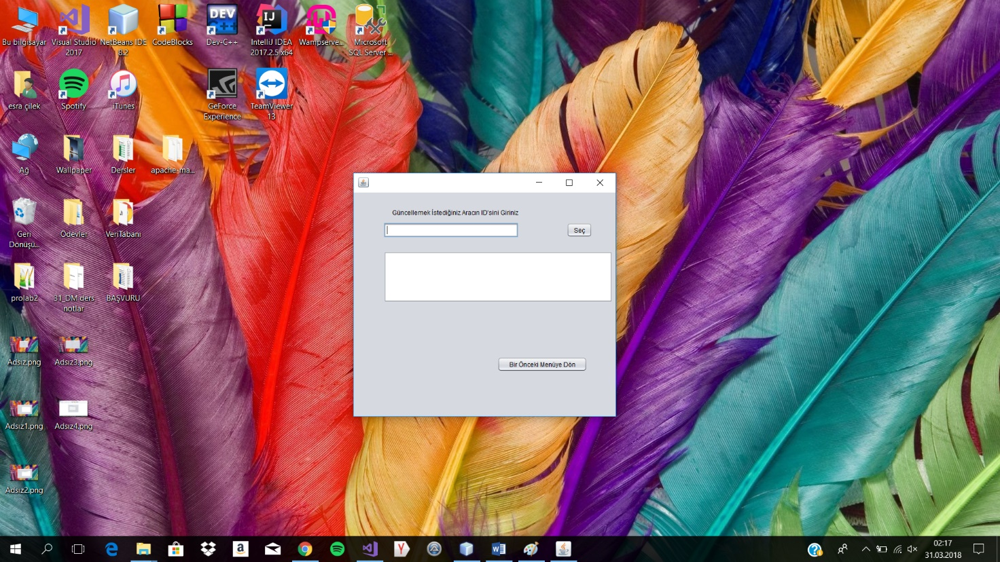 Bu bilgisayar
Visual Studio
2017
NetBeans IDE
8.2
CodeBlocks
DEV
C++
Dev-C++
IJ
IntelliJ IDEA
2017.2.5 x64
Wampserve...
Microsoft
SQL Server ...
esra çilek
Spotify
iTunes
GeForce
Experience
TeamViewer
13
Ağ
Wallpaper
Dersler
apache-ma...
Geri
Dönüşü...
Ödevler
VeriTabanı
prolab2
31_DM ders
notlar
BAŞVURU
Adsız.png
Adsız3.png
Adsız1.png
Adsız4.png
Adsız2.png
Güncellemek İstediğiniz Aracın ID'sini Giriniz
Seç
Bir Önceki Menüye Dön
02:17
31.03.2018